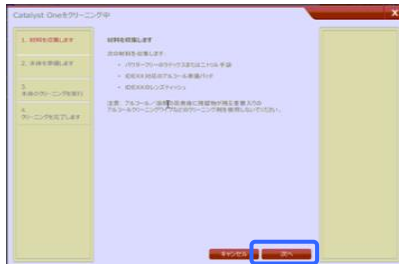 Catalyst Oneをクリーニング中
1. 材料を収集します
2. 本体を準備します
3.
本体のクリーニングを実行
4.
クリーニングを完了します
材料を収集します
次の材料を収集します:
• パウダーフリーのラテックスまたはニトリル手袋
• IDEXX対応のアルコール準備パッド
• IDEXXのレンズティッシュ
キャンセル
次へ